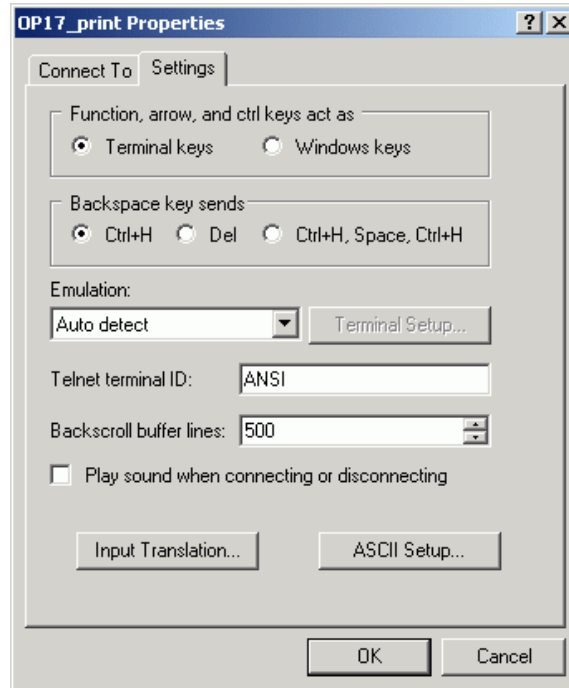 OP17_print Properties
Connect To Settings
Function, arrow, and ctrl keys act as
Terminal keys Windows keys
Backspace key sends
Ctrl+H Del Ctrl+H, Space, Ctrl+H
Emulation:
Auto detect Terminal Setup...
Telnet terminal ID: ANSI
Backscroll buffer lines: 500
Play sound when connecting or disconnecting
Input Translation... ASCII Setup...
OK Cancel